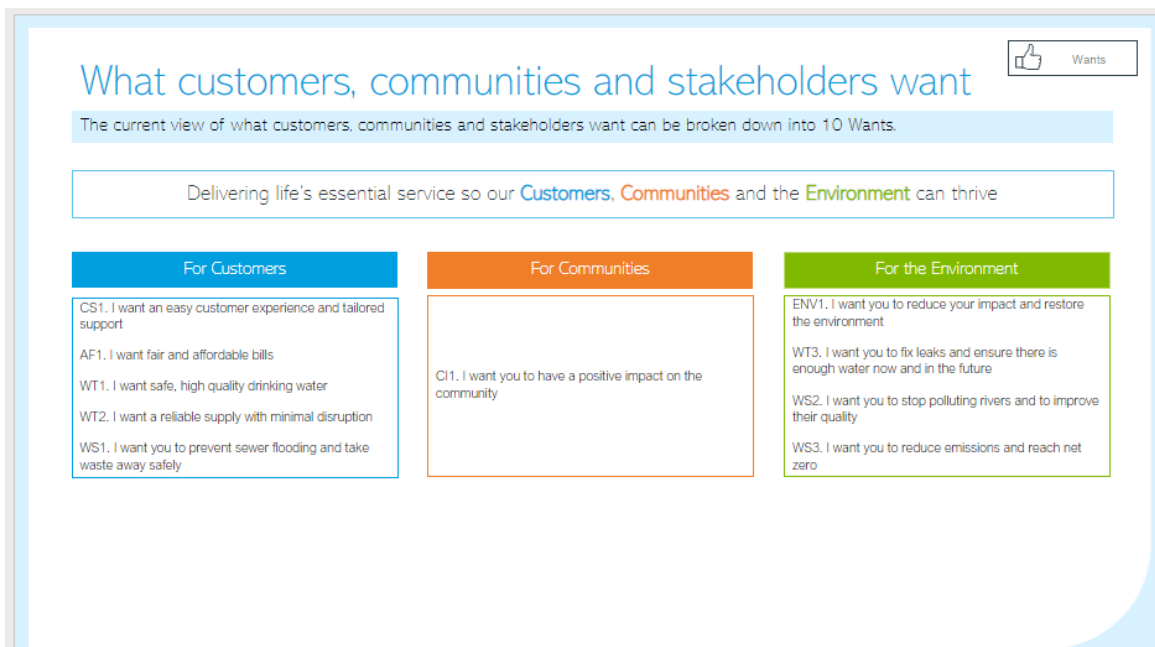 Wants
What customers, communities and stakeholders want
The current view of what customers, communities and stakeholders want can be broken down into 10 Wants.
Delivering life's essential service so our Customers, Communities and the Environment can thrive
For Customers
CS1. I want an easy customer experience and tailored
support
AF1. I want fair and affordable bills
WT1. I want safe, high quality drinking water
WT2. I want a reliable supply with minimal disruption
WS1. I want you to prevent sewer flooding and take
waste away safely
For Communities
CI1. I want you to have a positive impact on the
community
For the Environment
ENV1. I want you to reduce your impact and restore
the environment
WT3. I want you to fix leaks and ensure there is
enough water now and in the future
WS2. I want you to stop polluting rivers and to improve
their quality
WS3. I want you to reduce emissions and reach net
zero